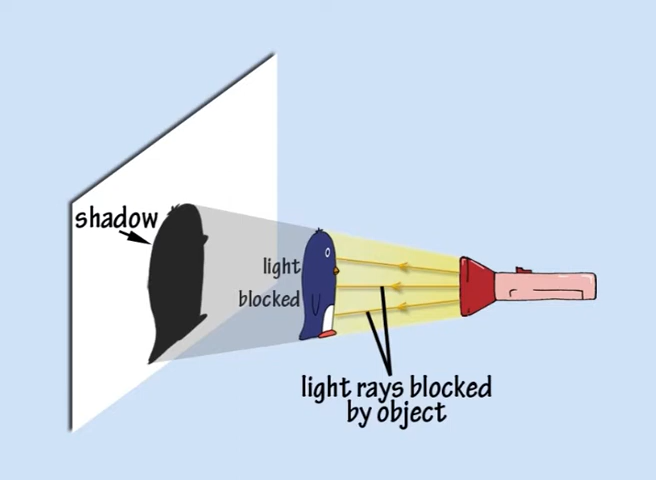 shadow
light
blocked
light rays blocked
by object